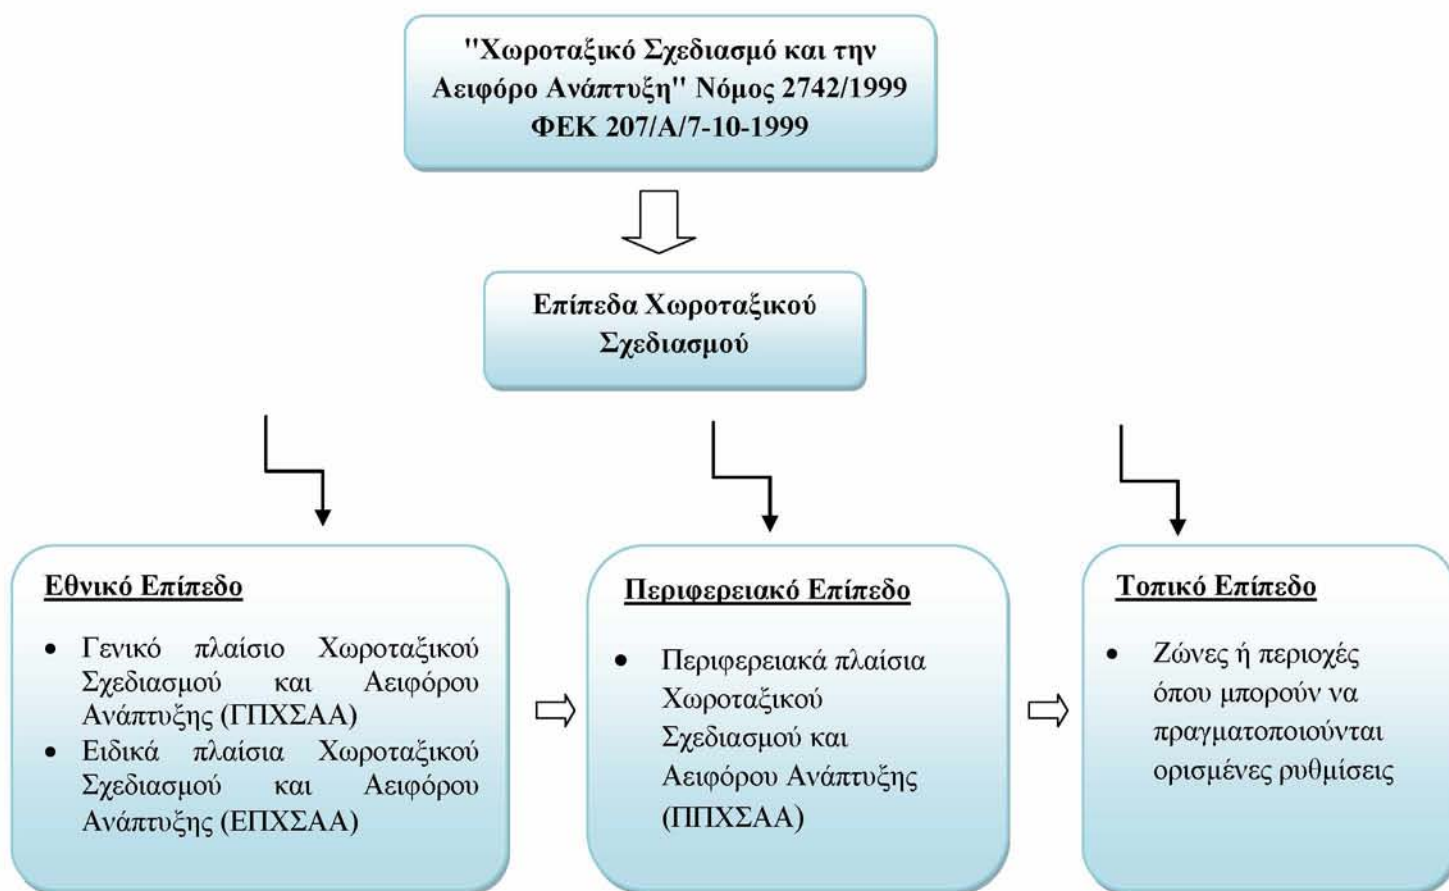 "Χωροταξικό Σχεδιασμό και την
Αειφόρο Ανάπτυξη" Νόμος 2742/1999
ΦΕΚ 207/Α/7-10-1999
Επίπεδα Χωροταξικού
Σχεδιασμού
Εθνικό Επίπεδο
• Γενικό πλαίσιο Χωροταξικού
Σχεδιασμού και Αειφόρου
Ανάπτυξης (ΓΠΧΣΑΑ)
• Ειδικά πλαίσια Χωροταξικού
Σχεδιασμού και Αειφόρου
Ανάπτυξης (ΕΠΧΣΑΑ)
Περιφερειακό Επίπεδο
• Περιφερειακά πλαίσια
Χωροταξικού
Σχεδιασμού και
Αειφόρου Ανάπτυξης
(ΠΠΧΣΑΑ)
Τοπικό Επίπεδο
• Ζώνες ή περιοχές
όπου μπορούν να
πραγματοποιούνται
ορισμένες ρυθμίσεις